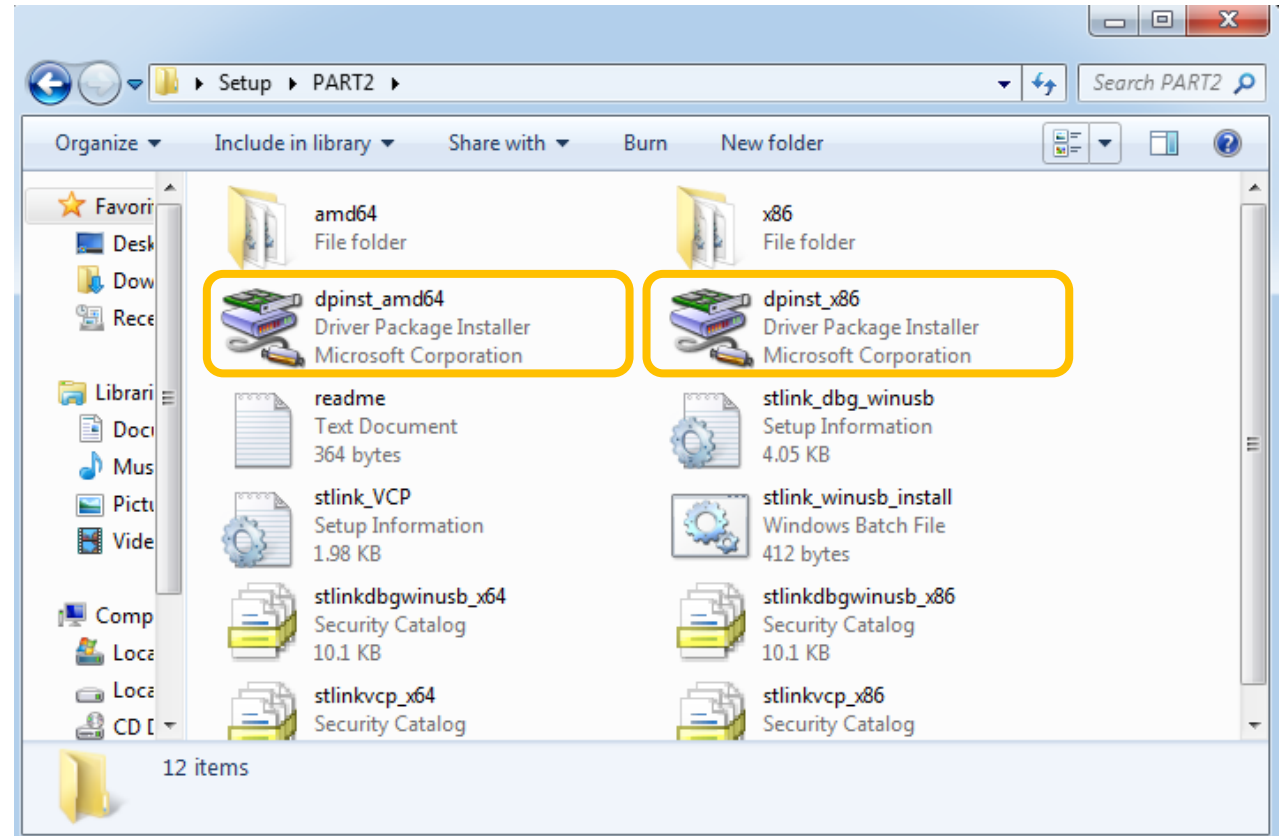 Setup PART2
Search PART2
Organize Include in library Share with Burn New folder
Favorit
Desk
Dow
Rece
Librari
Doc
Mus
Pictu
Vide
Comp
Loca
Loca
CD D
amd64
File folder
x86
File folder
dpinst_amd64
Driver Package Installer
Microsoft Corporation
dpinst_x86
Driver Package Installer
Microsoft Corporation
readme
Text Document
364 bytes
stlink_dbg_winusb
Setup Information
4.05 KB
stlink_VCP
Setup Information
1.98 KB
stlink_winusb_install
Windows Batch File
412 bytes
stlinkdbgwinusb_x64
Security Catalog
10.1 KB
stlinkdbgwinusb_x86
Security Catalog
10.1 KB
stlinkvcp_x64
Security Catalog
stlinkvcp_x86
Security Catalog
12 items